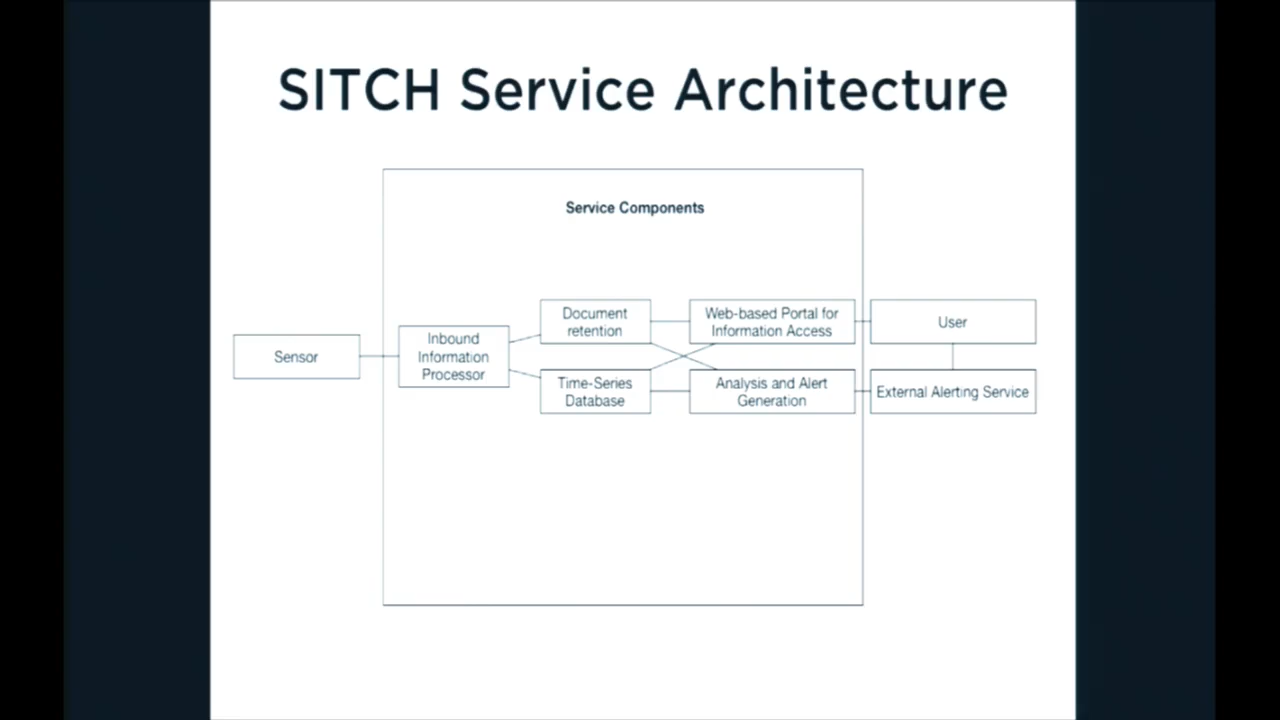 SITCH Service Architecture
Service Components
Sensor
Inbound
Information
Processor
Document
retention
Time-Series
Database
Web-based Portal for
Information Access
Analysis and Alert
Generation
User
External Alerting Service